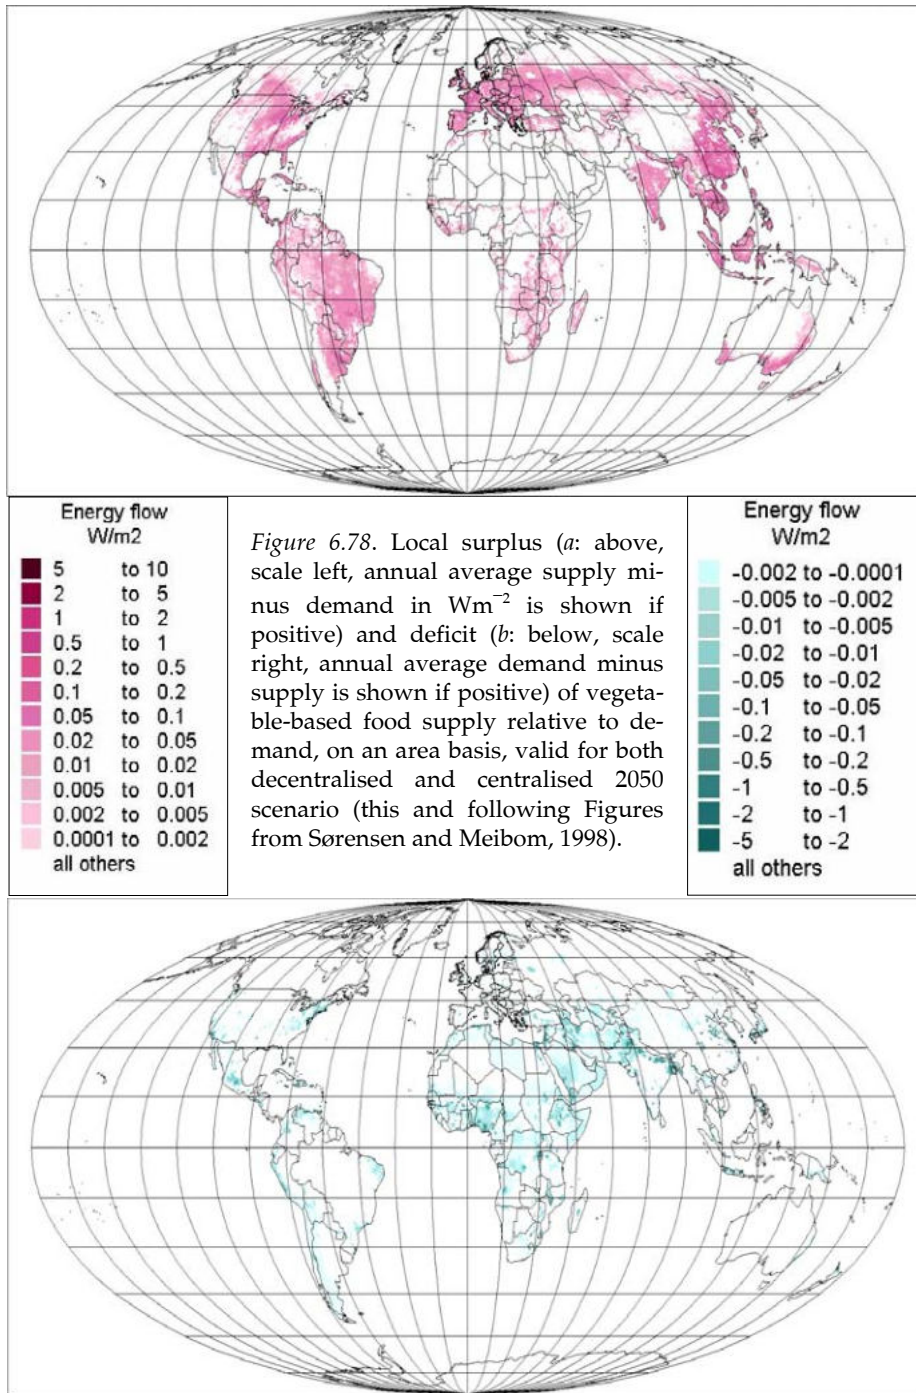 Energy flow
W/m2
5 to 10
2 to 5
1 to 2
0.5 to 1
0.2 to 0.5
0.1 to 0.2
0.05 to 0.1
0.02 to 0.05
0.01 to 0.02
0.005 to 0.01
0.002 to 0.005
0.0001 to 0.002
all others
Figure 6.78. Local surplus (a: above,
scale left, annual average supply mi-
nus demand in Wm⁻² is shown if
positive) and deficit (b: below, scale
right, annual average demand minus
supply is shown if positive) of vegeta-
ble-based food supply relative to de-
mand, on an area basis, valid for both
decentralised and centralised 2050
scenario (this and following Figures
from Sørensen and Meibom, 1998).
Energy flow
W/m2
-0.002 to -0.0001
-0.005 to -0.002
-0.01 to -0.005
-0.02 to -0.01
-0.05 to -0.02
-0.1 to -0.05
-0.2 to -0.1
-0.5 to -0.2
-1 to -0.5
-2 to -1
-5 to -2
all others